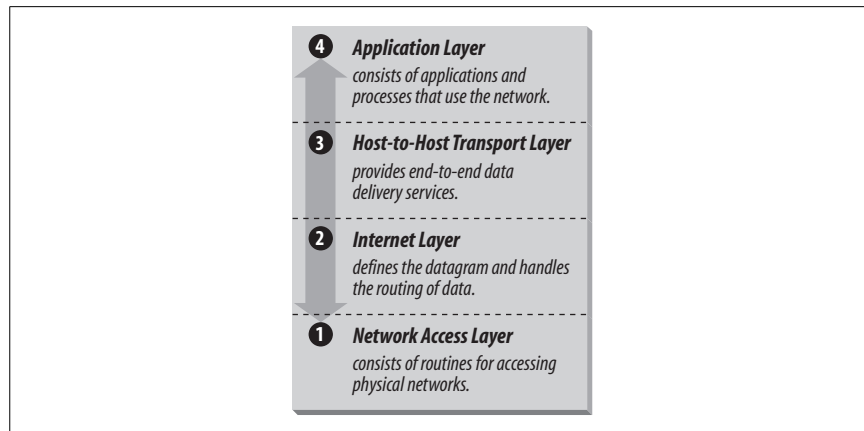 4 Application Layer
consists of applications and
processes that use the network.
3 Host-to-Host Transport Layer
provides end-to-end data
delivery services.
2 Internet Layer
defines the datagram and handles
the routing of data.
1 Network Access Layer
consists of routines for accessing
physical networks.